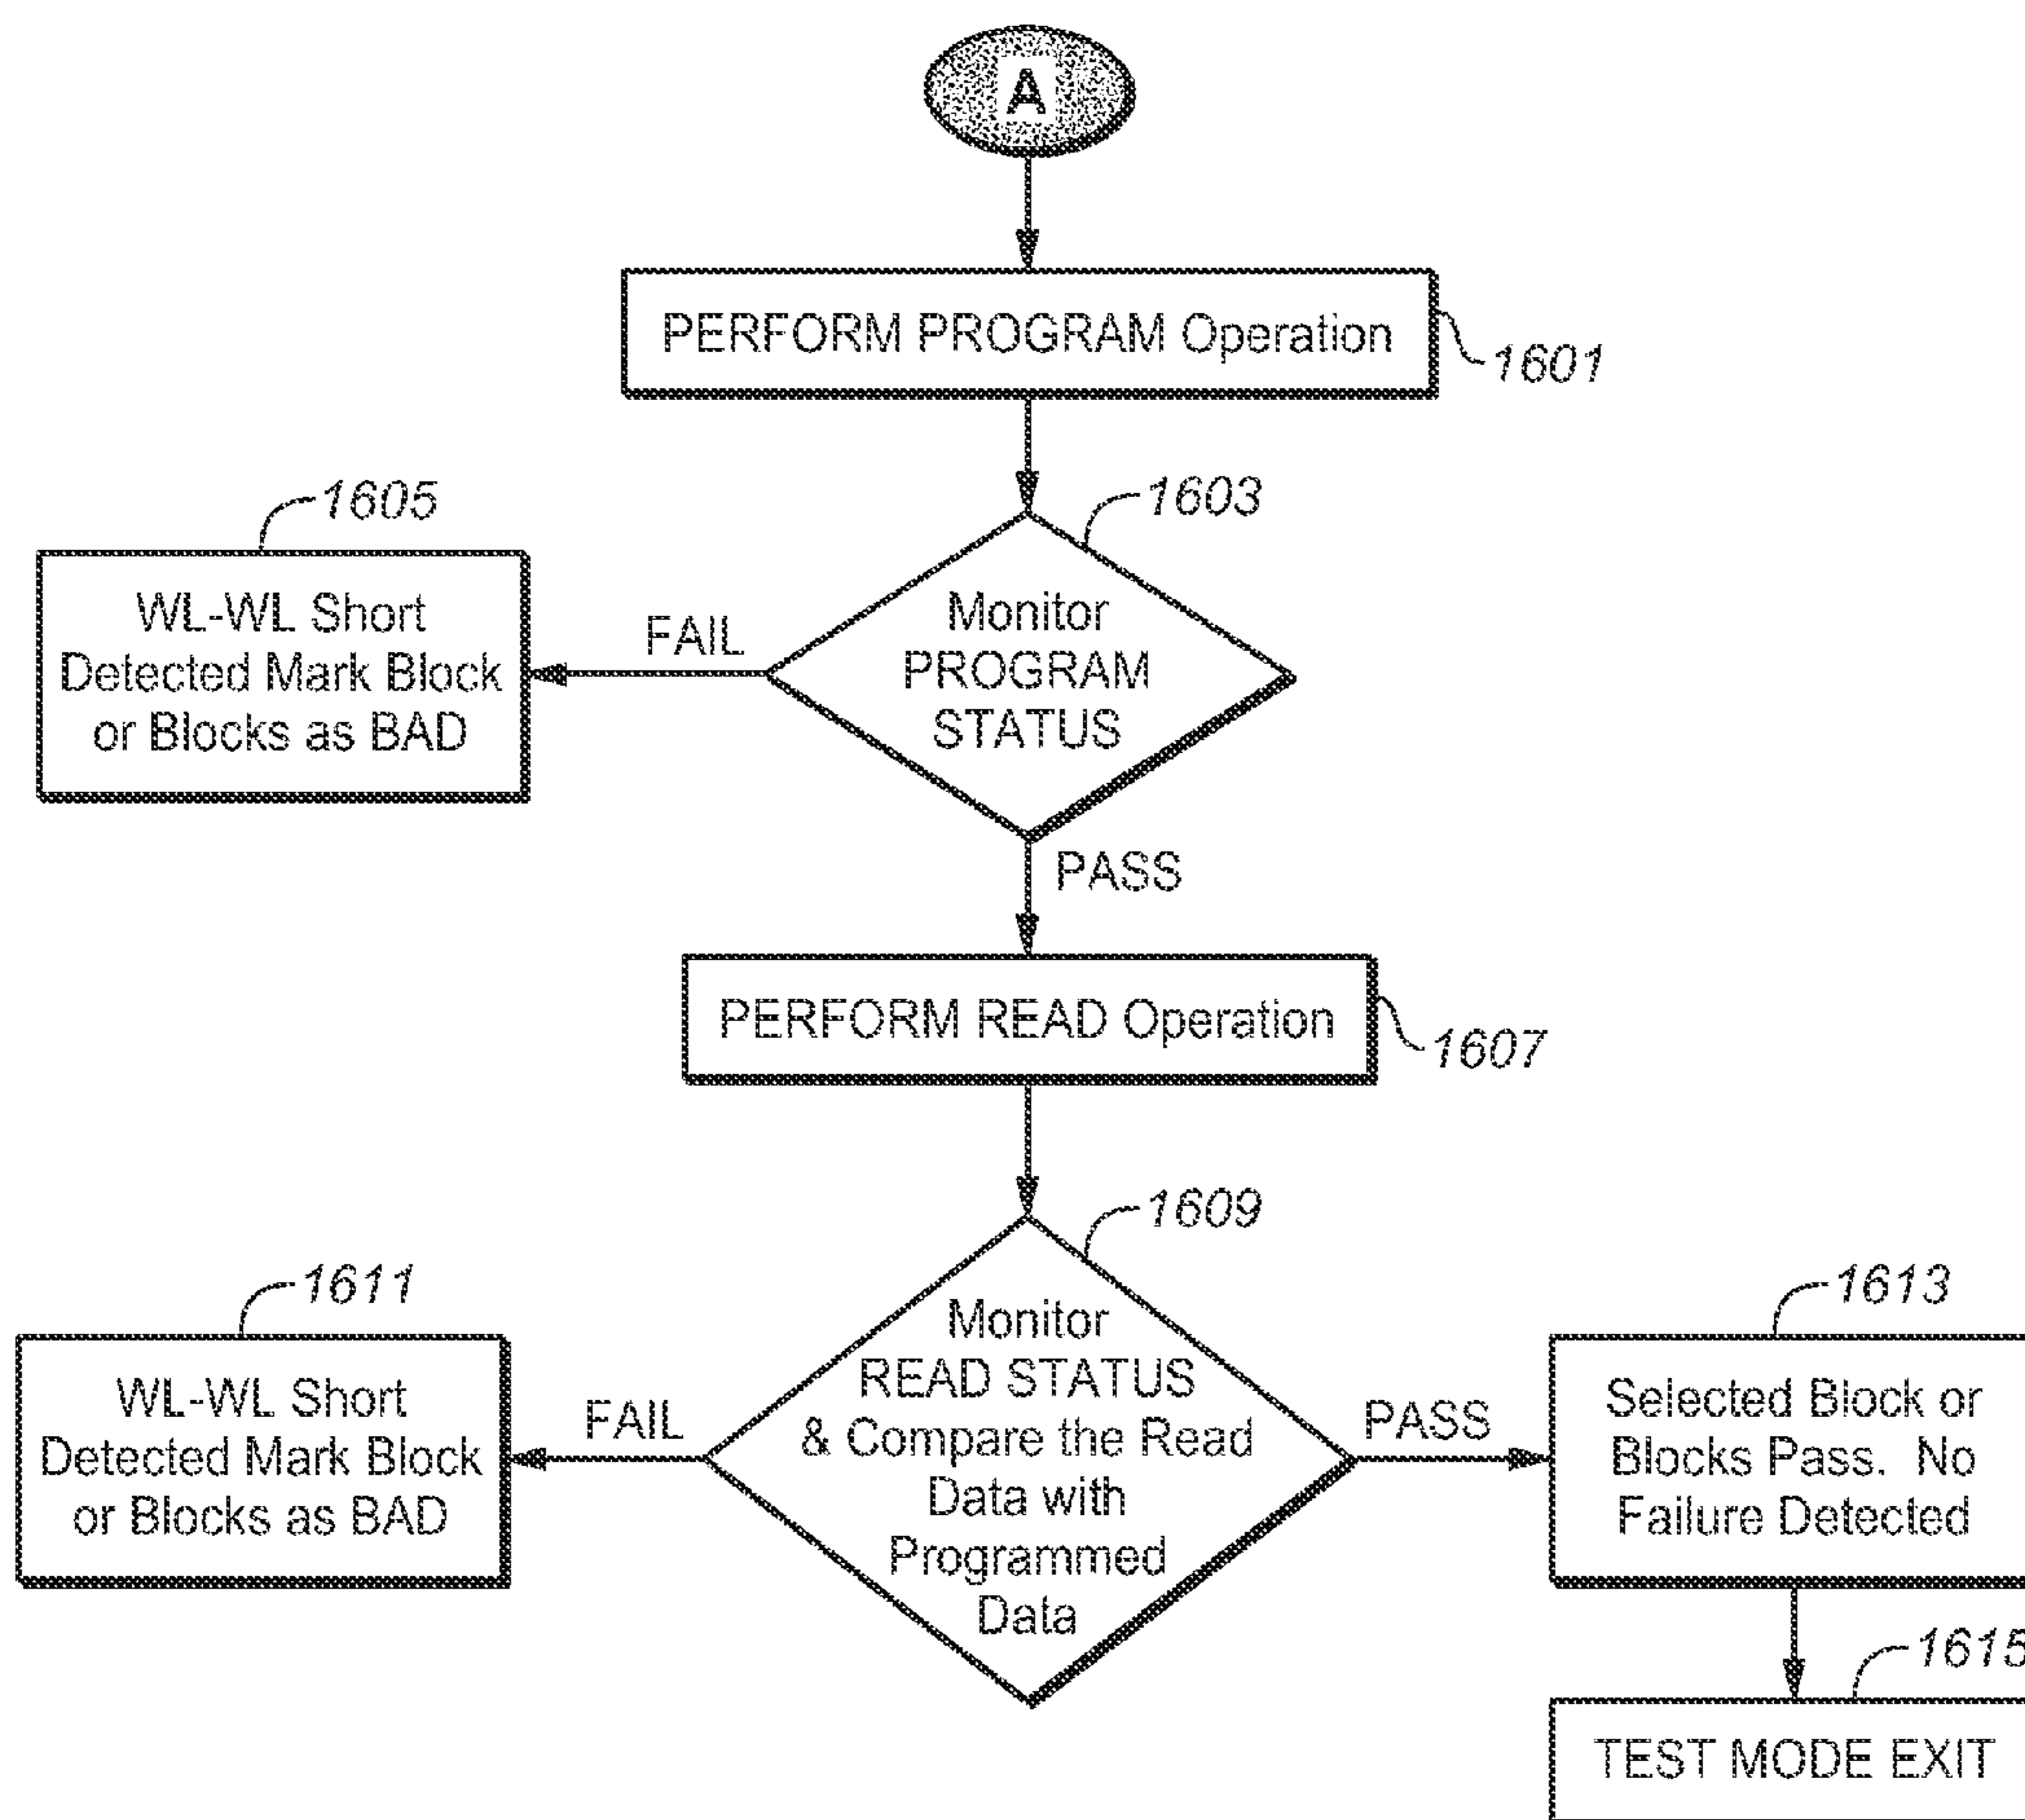 A
PERFORM PROGRAM Operation
1601
1605
1603
WL-WL Short
Detected Mark Block
or Blocks as BAD
FAIL
Monitor
PROGRAM
STATUS
PASS
PERFORM READ Operation
1607
1609
1611
1613
WL-WL Short
Detected Mark Block
or Blocks as BAD
FAIL
Monitor
READ STATUS
& Compare the Read
Data with
Programmed
Data
PASS
Selected Block or
Blocks Pass. No
Failure Detected
1615
TEST MODE EXIT